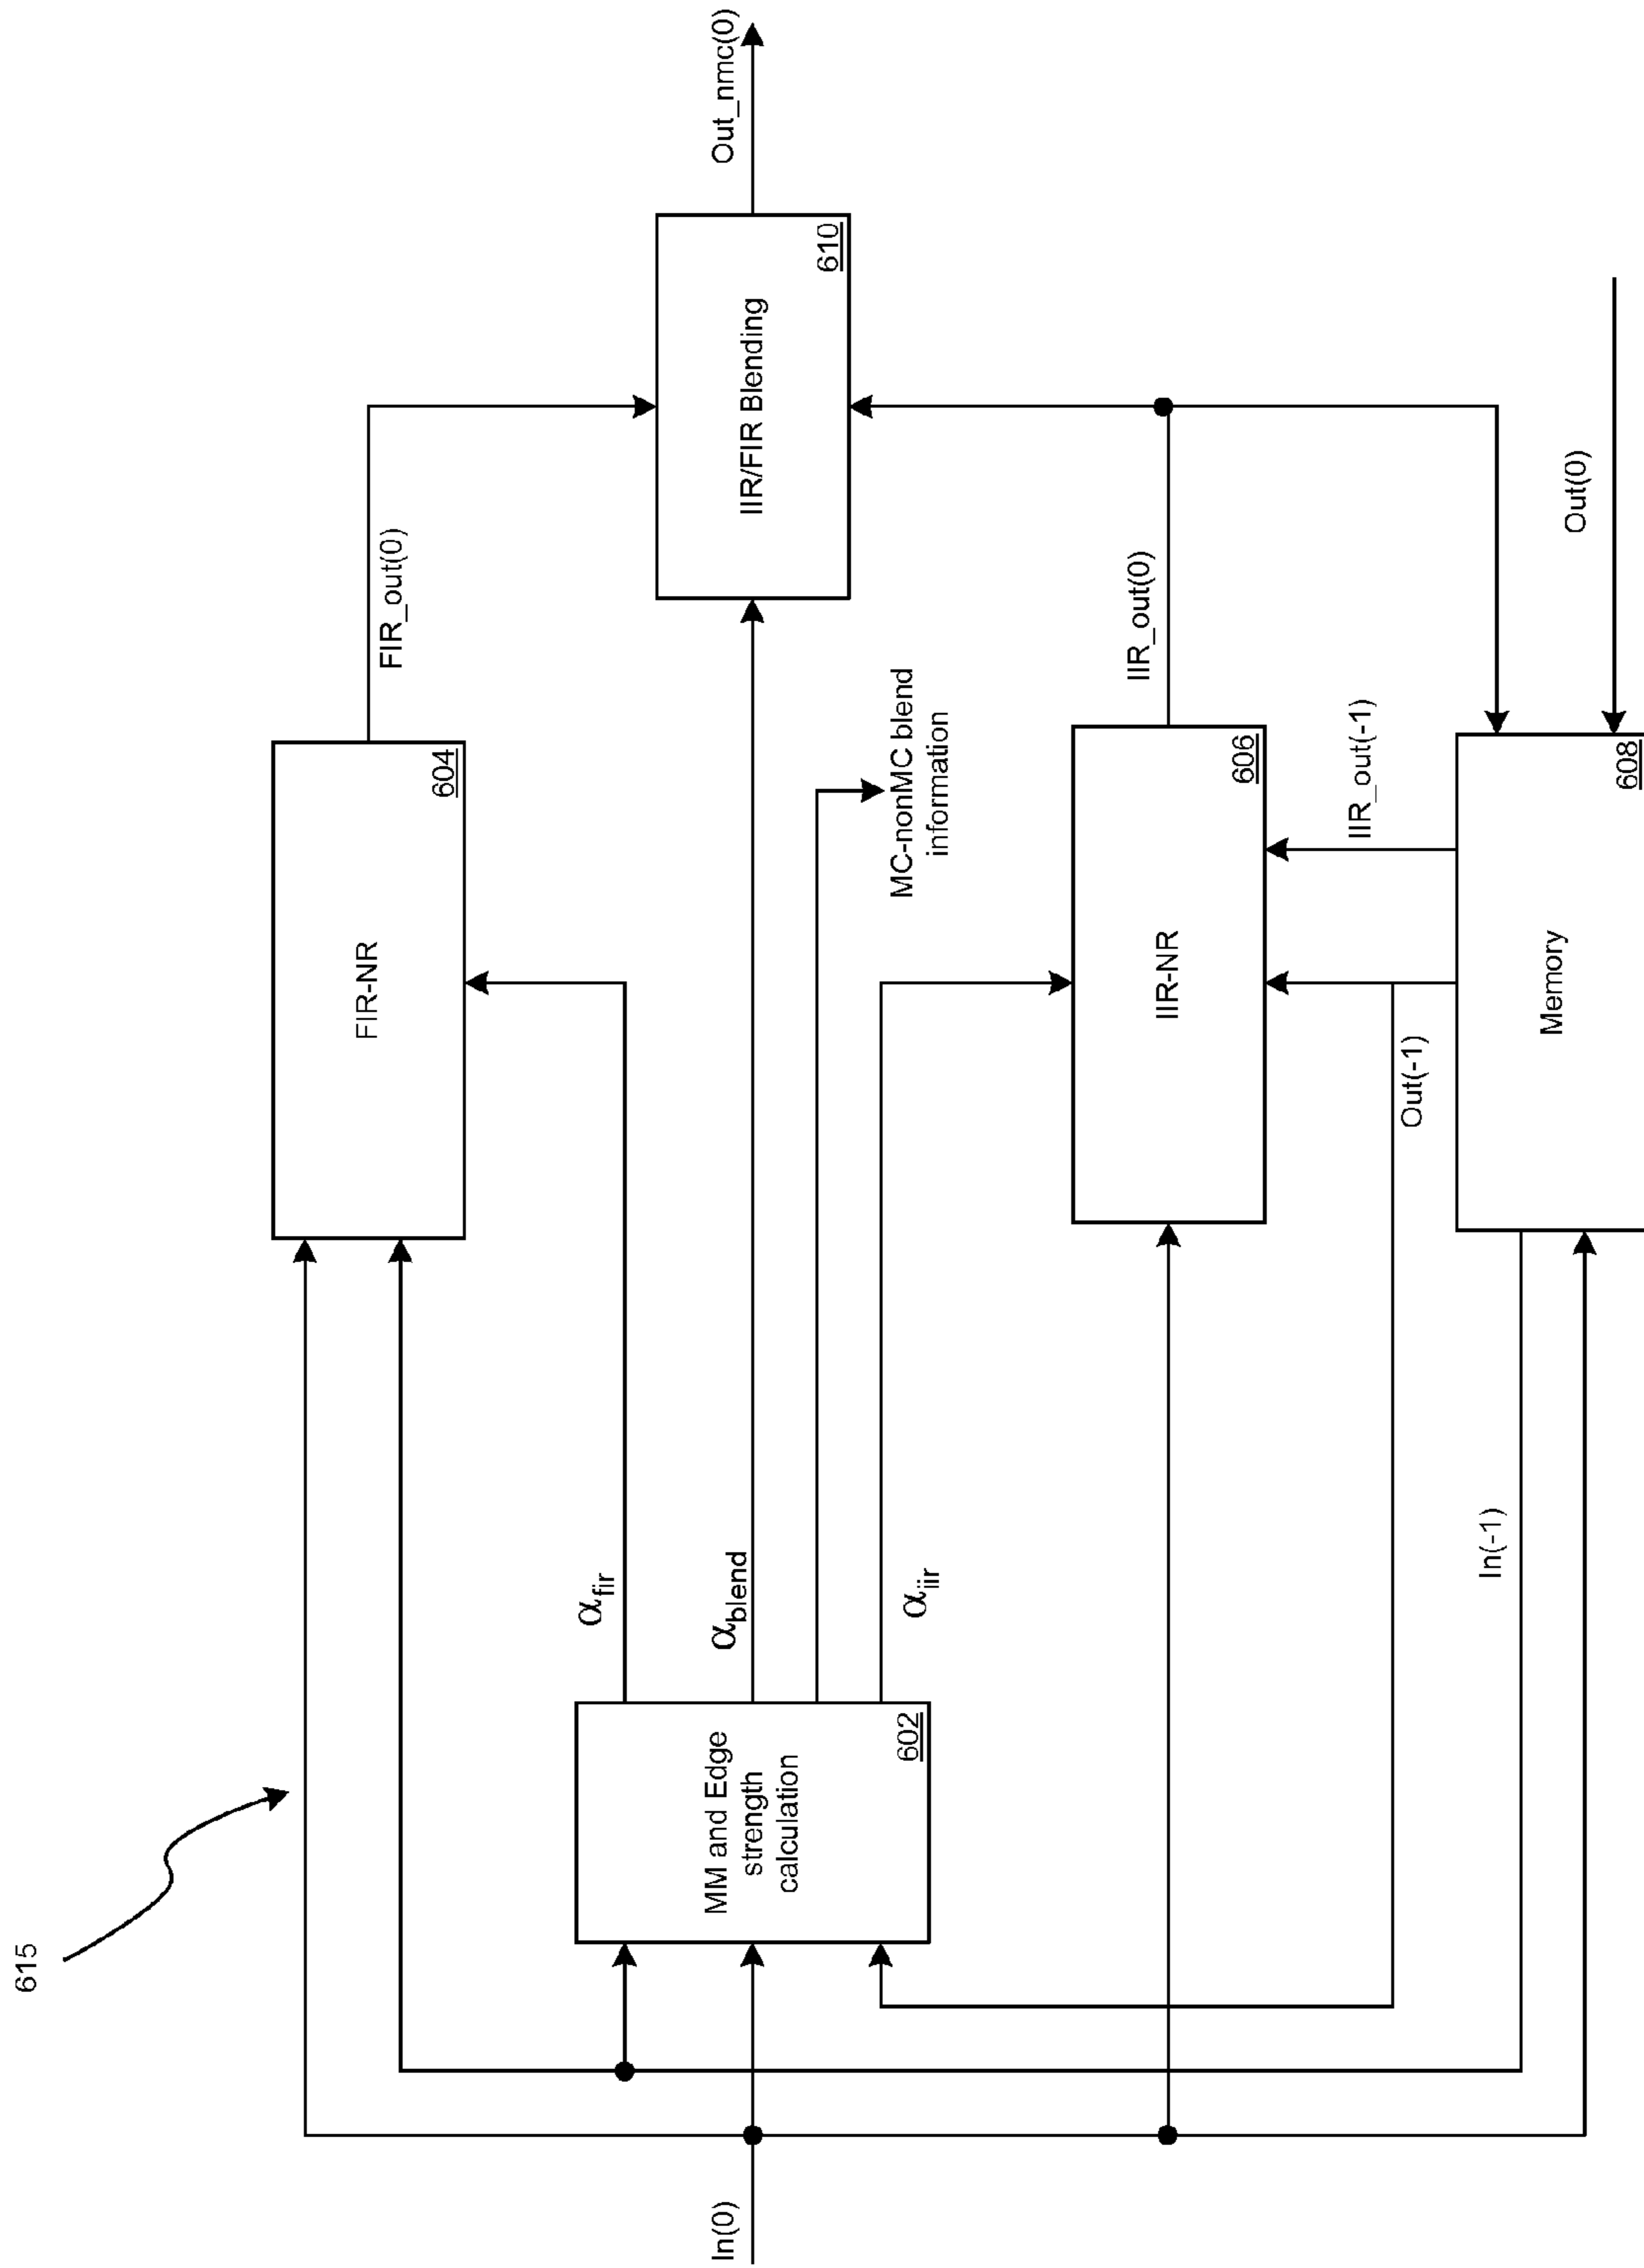 615
In(0)
FIR-NR
604
FIR_out(0)
αfir
MM and Edge
strength
calculation
602
αblend
IIR/FIR Blending
610
Out_nmc(0)
MC-nonMC blend
information
αiir
IIR-NR
606
IIR_out(0)
IIR_out(-1)
Out(-1)
In(-1)
Memory
608
Out(0)